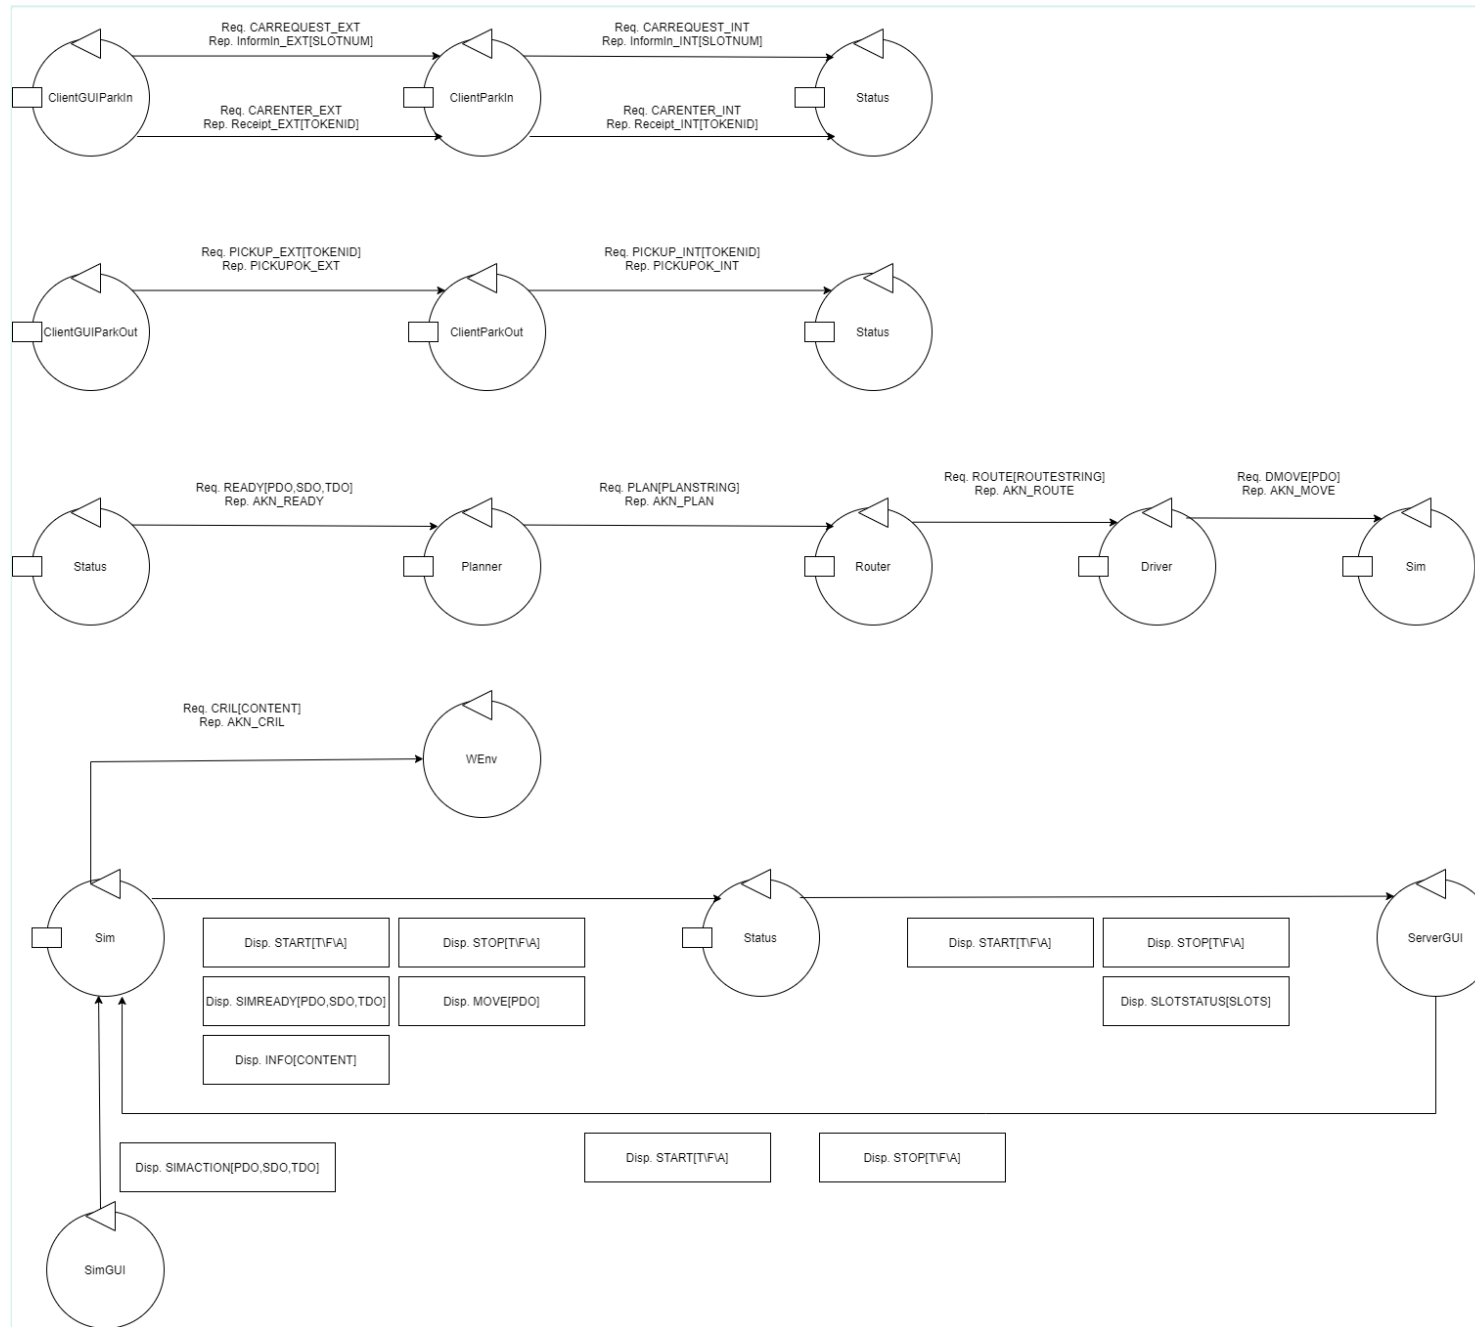 Req. CARREQUEST_EXT
Rep. InformIn_EXT[SLOTNUM]
Req. CARREQUEST_INT
Rep. InformIn_INT[SLOTNUM]
ClientGUIParkIn
ClientParkIn
Status
Req. CARENTER_EXT
Rep. Receipt_EXT[TOKENID]
Req. CARENTER_INT
Rep. Receipt_INT[TOKENID]
Req. PICKUP_EXT[TOKENID]
Rep. PICKUPOK_EXT
Req. PICKUP_INT[TOKENID]
Rep. PICKUPOK_INT
ClientGUIParkOut
ClientParkOut
Status
Req. READY[PDO,SDO,TDO]
Rep. AKN_READY
Req. PLAN[PLANSTRING]
Rep. AKN_PLAN
Req. ROUTE[ROUTESTRING]
Rep. AKN_ROUTE
Req. DMOVE[PDO]
Rep. AKN_MOVE
Status
Planner
Router
Driver
Sim
Req. CRIL[CONTENT]
Rep. AKN_CRIL
WEnv
Sim
Status
ServerGUI
Disp. START[T\F\A]
Disp. STOP[T\F\A]
Disp. START[T\F\A]
Disp. STOP[T\F\A]
Disp. SIMREADY[PDO,SDO,TDO]
Disp. MOVE[PDO]
Disp. SLOTSTATUS[SLOTS]
Disp. INFO[CONTENT]
Disp. SIMACTION[PDO,SDO,TDO]
Disp. START[T\F\A]
Disp. STOP[T\F\A]
SimGUI